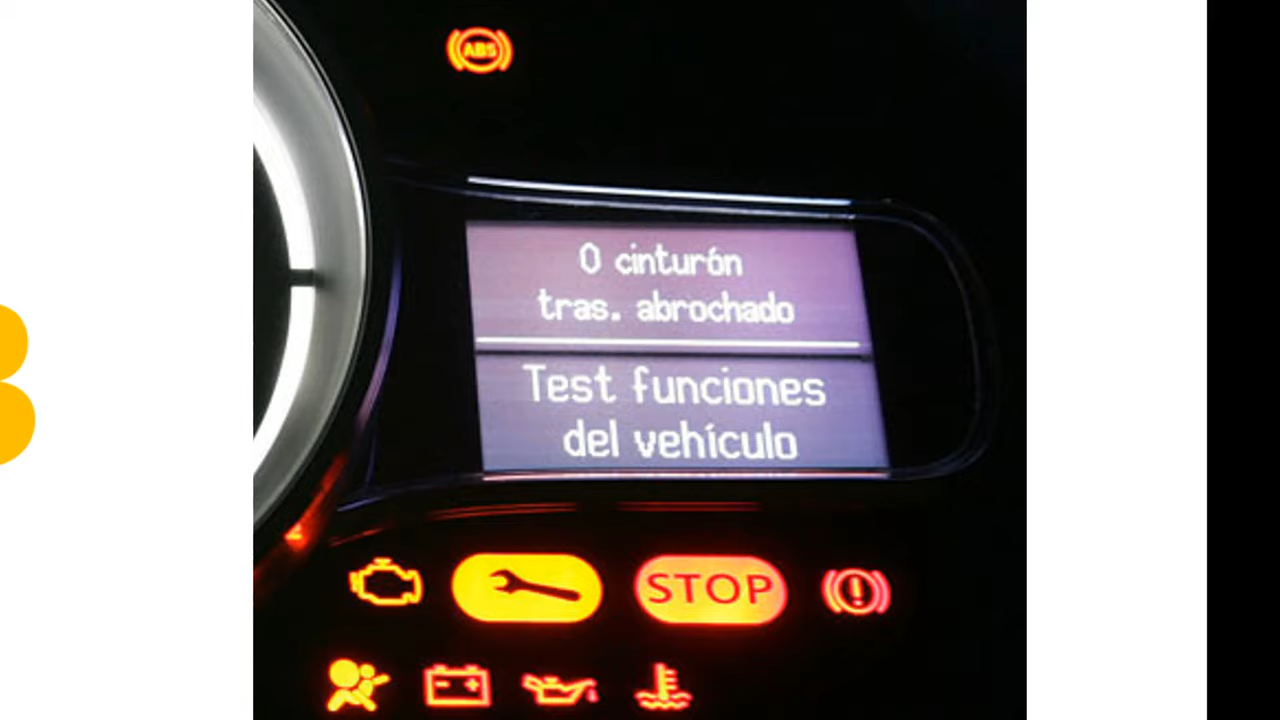 ABS
0 cinturón
tras. abrochado
Test funciones
del vehículo
STOP